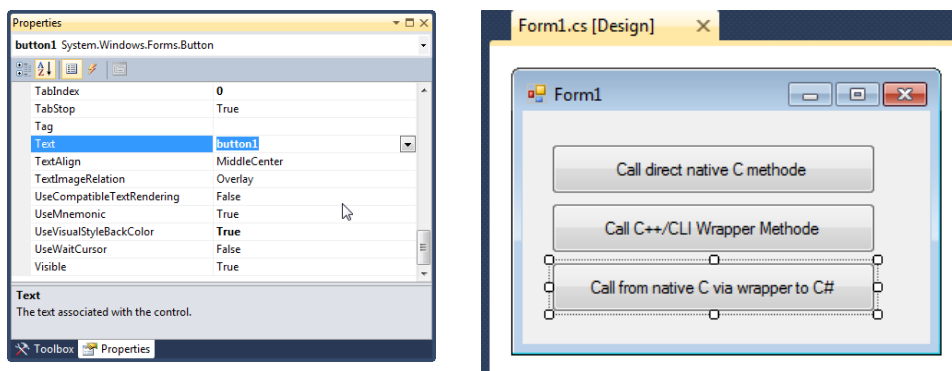 Properties
button1 System.Windows.Forms.Button
TabIndex 0
TabStop True
Tag
Text button1
TextAlign MiddleCenter
TextImageRelation Overlay
UseCompatibleTextRendering False
UseMnemonic True
UseVisualStyleBackColor True
UseWaitCursor False
Visible True
Text
The text associated with the control.
Toolbox Properties
Form1.cs [Design]
Form1
Call direct native C methode
Call C++/CLI Wrapper Methode
Call from native C via wrapper to C#